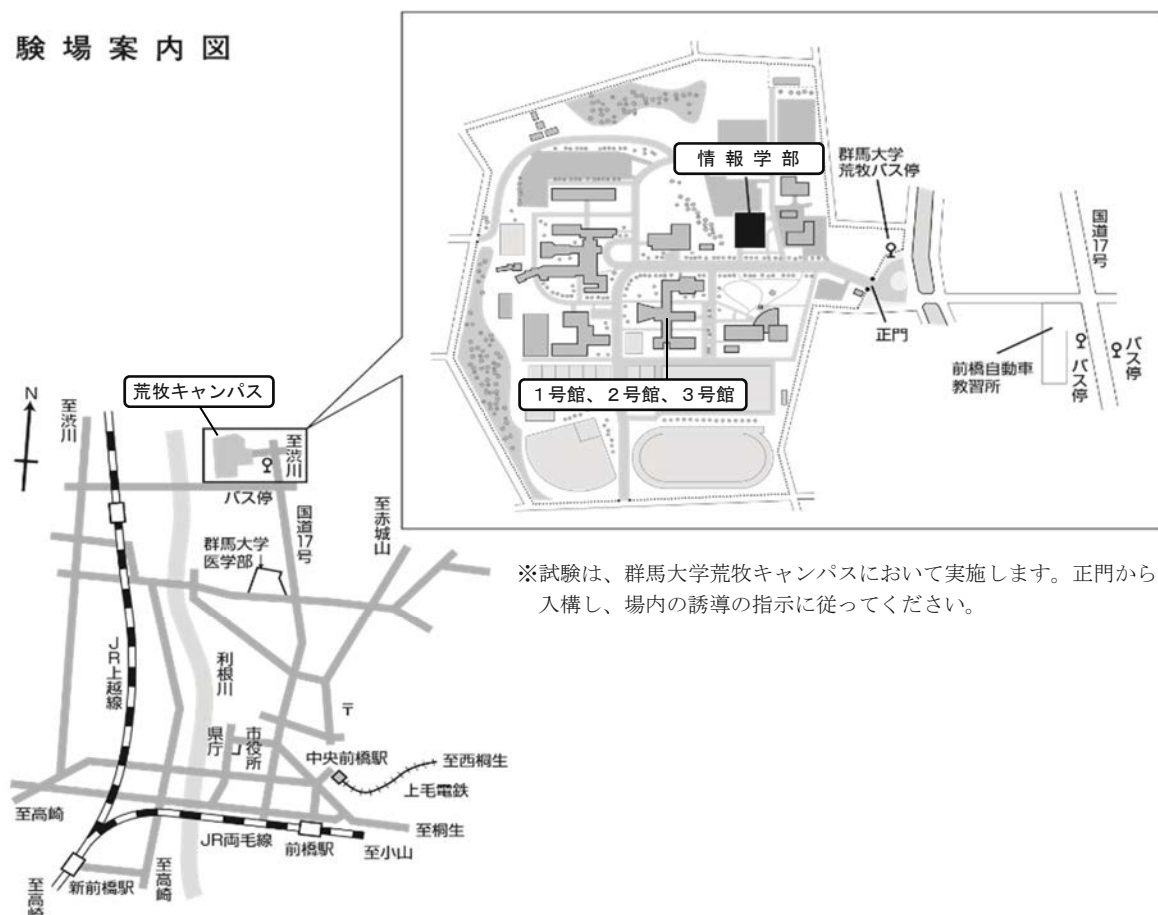 験場案内図
情報学部
群馬大学
荒牧バス停
国道17号
正門
前橋自動車
教習所
バス停
バス停
1号館、2号館、3号館
荒牧キャンパス
N
至渋川
至渋川
バス停
国道17号
至赤城山
群馬大学
医学部
※試験は、群馬大学荒牧キャンパスにおいて実施します。正門から
入構し、場内の誘導の指示に従ってください。
JR上越線
利根川
〒
県庁
市役所
中央前橋駅
至西桐生
上毛電鉄
至高崎
至桐生
JR両毛線
前橋駅
至小山
新前橋駅
至高崎
至高崎